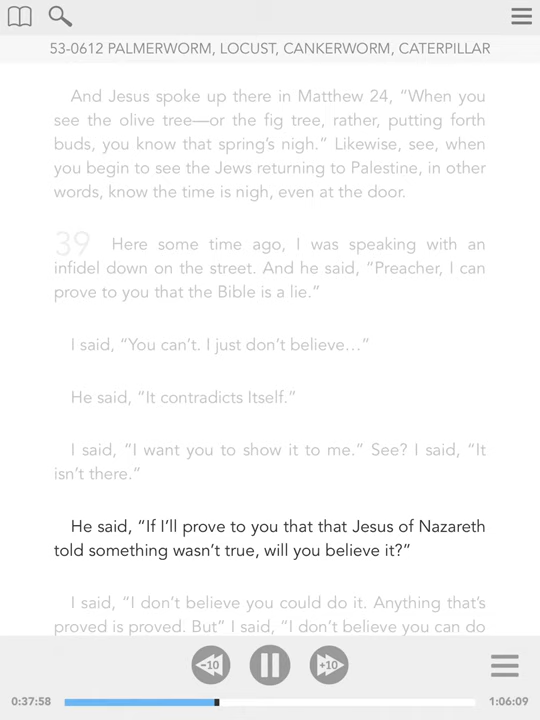 53-0612 PALMERWORM, LOCUST, CANKERWORM, CATERPILLAR
And Jesus spoke up there in Matthew 24, “When you
see the olive tree—or the fig tree, rather, putting forth
buds, you know that spring’s nigh.” Likewise, see, when
you begin to see the Jews returning to Palestine, in other
words, know the time is nigh, even at the door.
39 Here some time ago, I was speaking with an
infidel down on the street. And he said, “Preacher, I can
prove to you that the Bible is a lie.”
I said, “You can’t. I just don’t believe…”
He said, “It contradicts Itself.”
I said, “I want you to show it to me.” See? I said, “It
isn’t there.”
He said, “If I’ll prove to you that that Jesus of Nazareth
told something wasn’t true, will you believe it?”
I said, “I don’t believe you could do it. Anything that’s
proved is proved. But” I said, “I don’t believe you can do
-10 +10
0:37:58 1:06:09